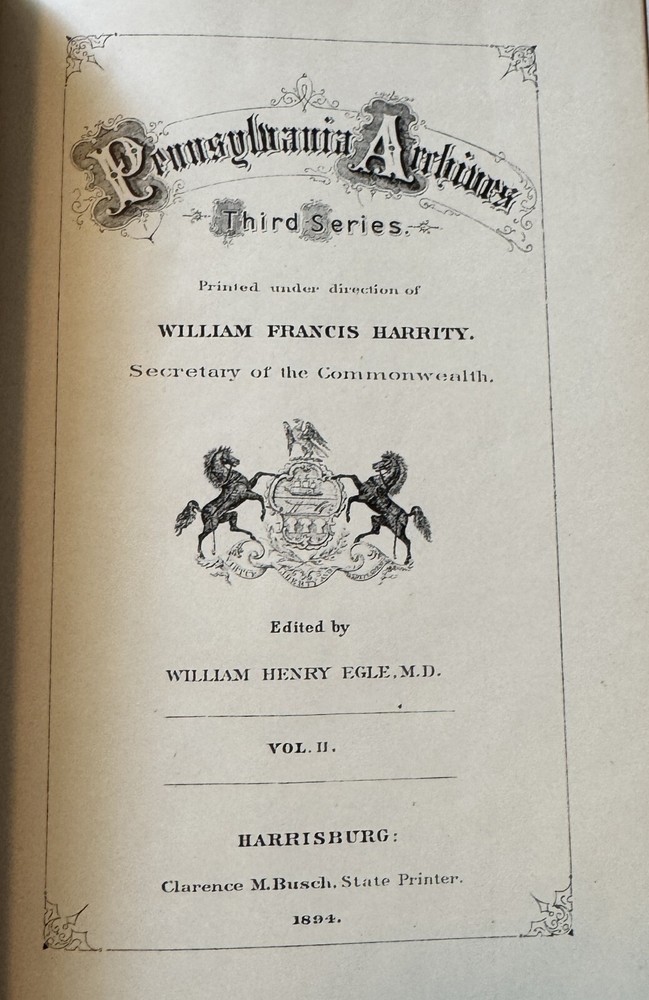 Pennsylvania Archives
Third Series.
Printed under direction of
WILLIAM FRANCIS HARRITY.
Secretary of the Commonwealth.
Edited by
WILLIAM HENRY EGLE, M.D.
VOL. II.
HARRISBURG:
Clarence M. Busch, State Printer.
1894.